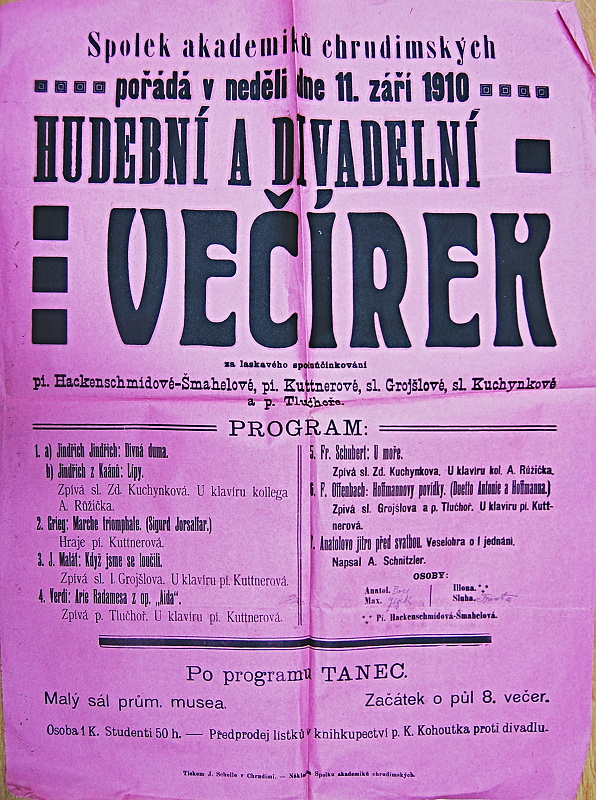 Spolek akademiků chrudimských
pořádá v neděli dne 11. září 1910
HUDEBNÍ A DIVADELNÍ
VEČÍREK
za laskavého spoluúčinkování
pí. Hackenschmidové-Šmahelové, pí. Kuttnerové, sl. Grojšlové, sl. Kuchynkové
a p. Tluchoře.
PROGRAM:
1. a) Jindřich Jindřich: Divná duma.
b) Jindřich z Kaánů: Lípy.
Zpívá sl. Zd. Kuchynková. U klavíru kollega
A. Růžička.
2. Grieg: Marche triomphale. (Sigurd Jorsalfar.)
Hraje pí. Kuttnerová.
3. J. Malát: Když jsme se loučili.
Zpívá sl. I. Grojšlova. U klavíru pí. Kuttnerová.
4. Verdi: Arie Radamesa z op. „Aida“.
Zpívá p. Tluchoř. U klavíru pí. Kuttnerová.
5. Fr. Schubert: U moře.
Zpívá sl. Zd. Kuchynkova. U klavíru kol. A. Růžička.
6. F. Offenbach: Hoffmannovy povídky. (Duetto Antonie a Hoffmanna.)
Zpívá sl. Grojšlova a p. Tluchoř. U klavíru pí. Kutt-
nerová.
7. Anatolovo jitro před svatbou. Veselohra o 1 jednání.
Napsal A. Schnitzler.
OSOBY:
Anatol.
Max.
Illona. *⁎*
Sluha.
*⁎* Pí. Hackenschmidová-Šmahelová.
Po programu TANEC.
Malý sál prům. musea.
Začátek o půl 8. večer.
Osoba 1 K. Studenti 50 h. — Předprodej lístků v knihkupectví p. K. Kohoutka proti divadlu.
Tiskem J. Scholle v Chrudimi. — Nákladem Spolku akademiků chrudimských.